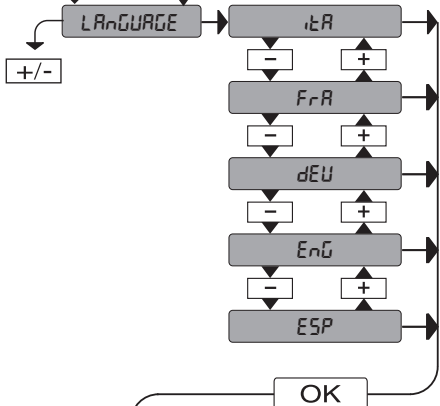 LANGUAGE itA
+/-
- +
FrA
- +
dEU
- +
EnG
- +
ESP
OK